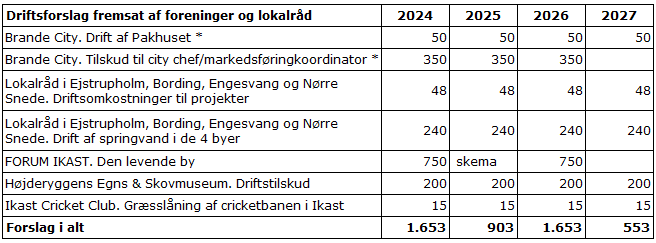 Driftsforslag fremsat af foreninger og lokalråd 2024 2025 2026 2027
Brande City. Drift af Pakhuset * 50 50 50 50
Brande City. Tilskud til city chef/markedsføringkoordinator * 350 350 350
Lokalråd i Ejstrupholm, Bording, Engesvang og Nørre
Snede. Driftsomkostninger til projekter 48 48 48 48
Lokalråd i Ejstrupholm, Bording, Engesvang og Nørre
Snede. Drift af springvand i de 4 byer 240 240 240 240
FORUM IKAST. Den levende by 750 skema 750
Højderyggens Egns & Skovmuseum. Driftstilskud 200 200 200 200
Ikast Cricket Club. Græsslåning af cricketbanen i Ikast 15 15 15 15
Forslag i alt 1.653 903 1.653 553